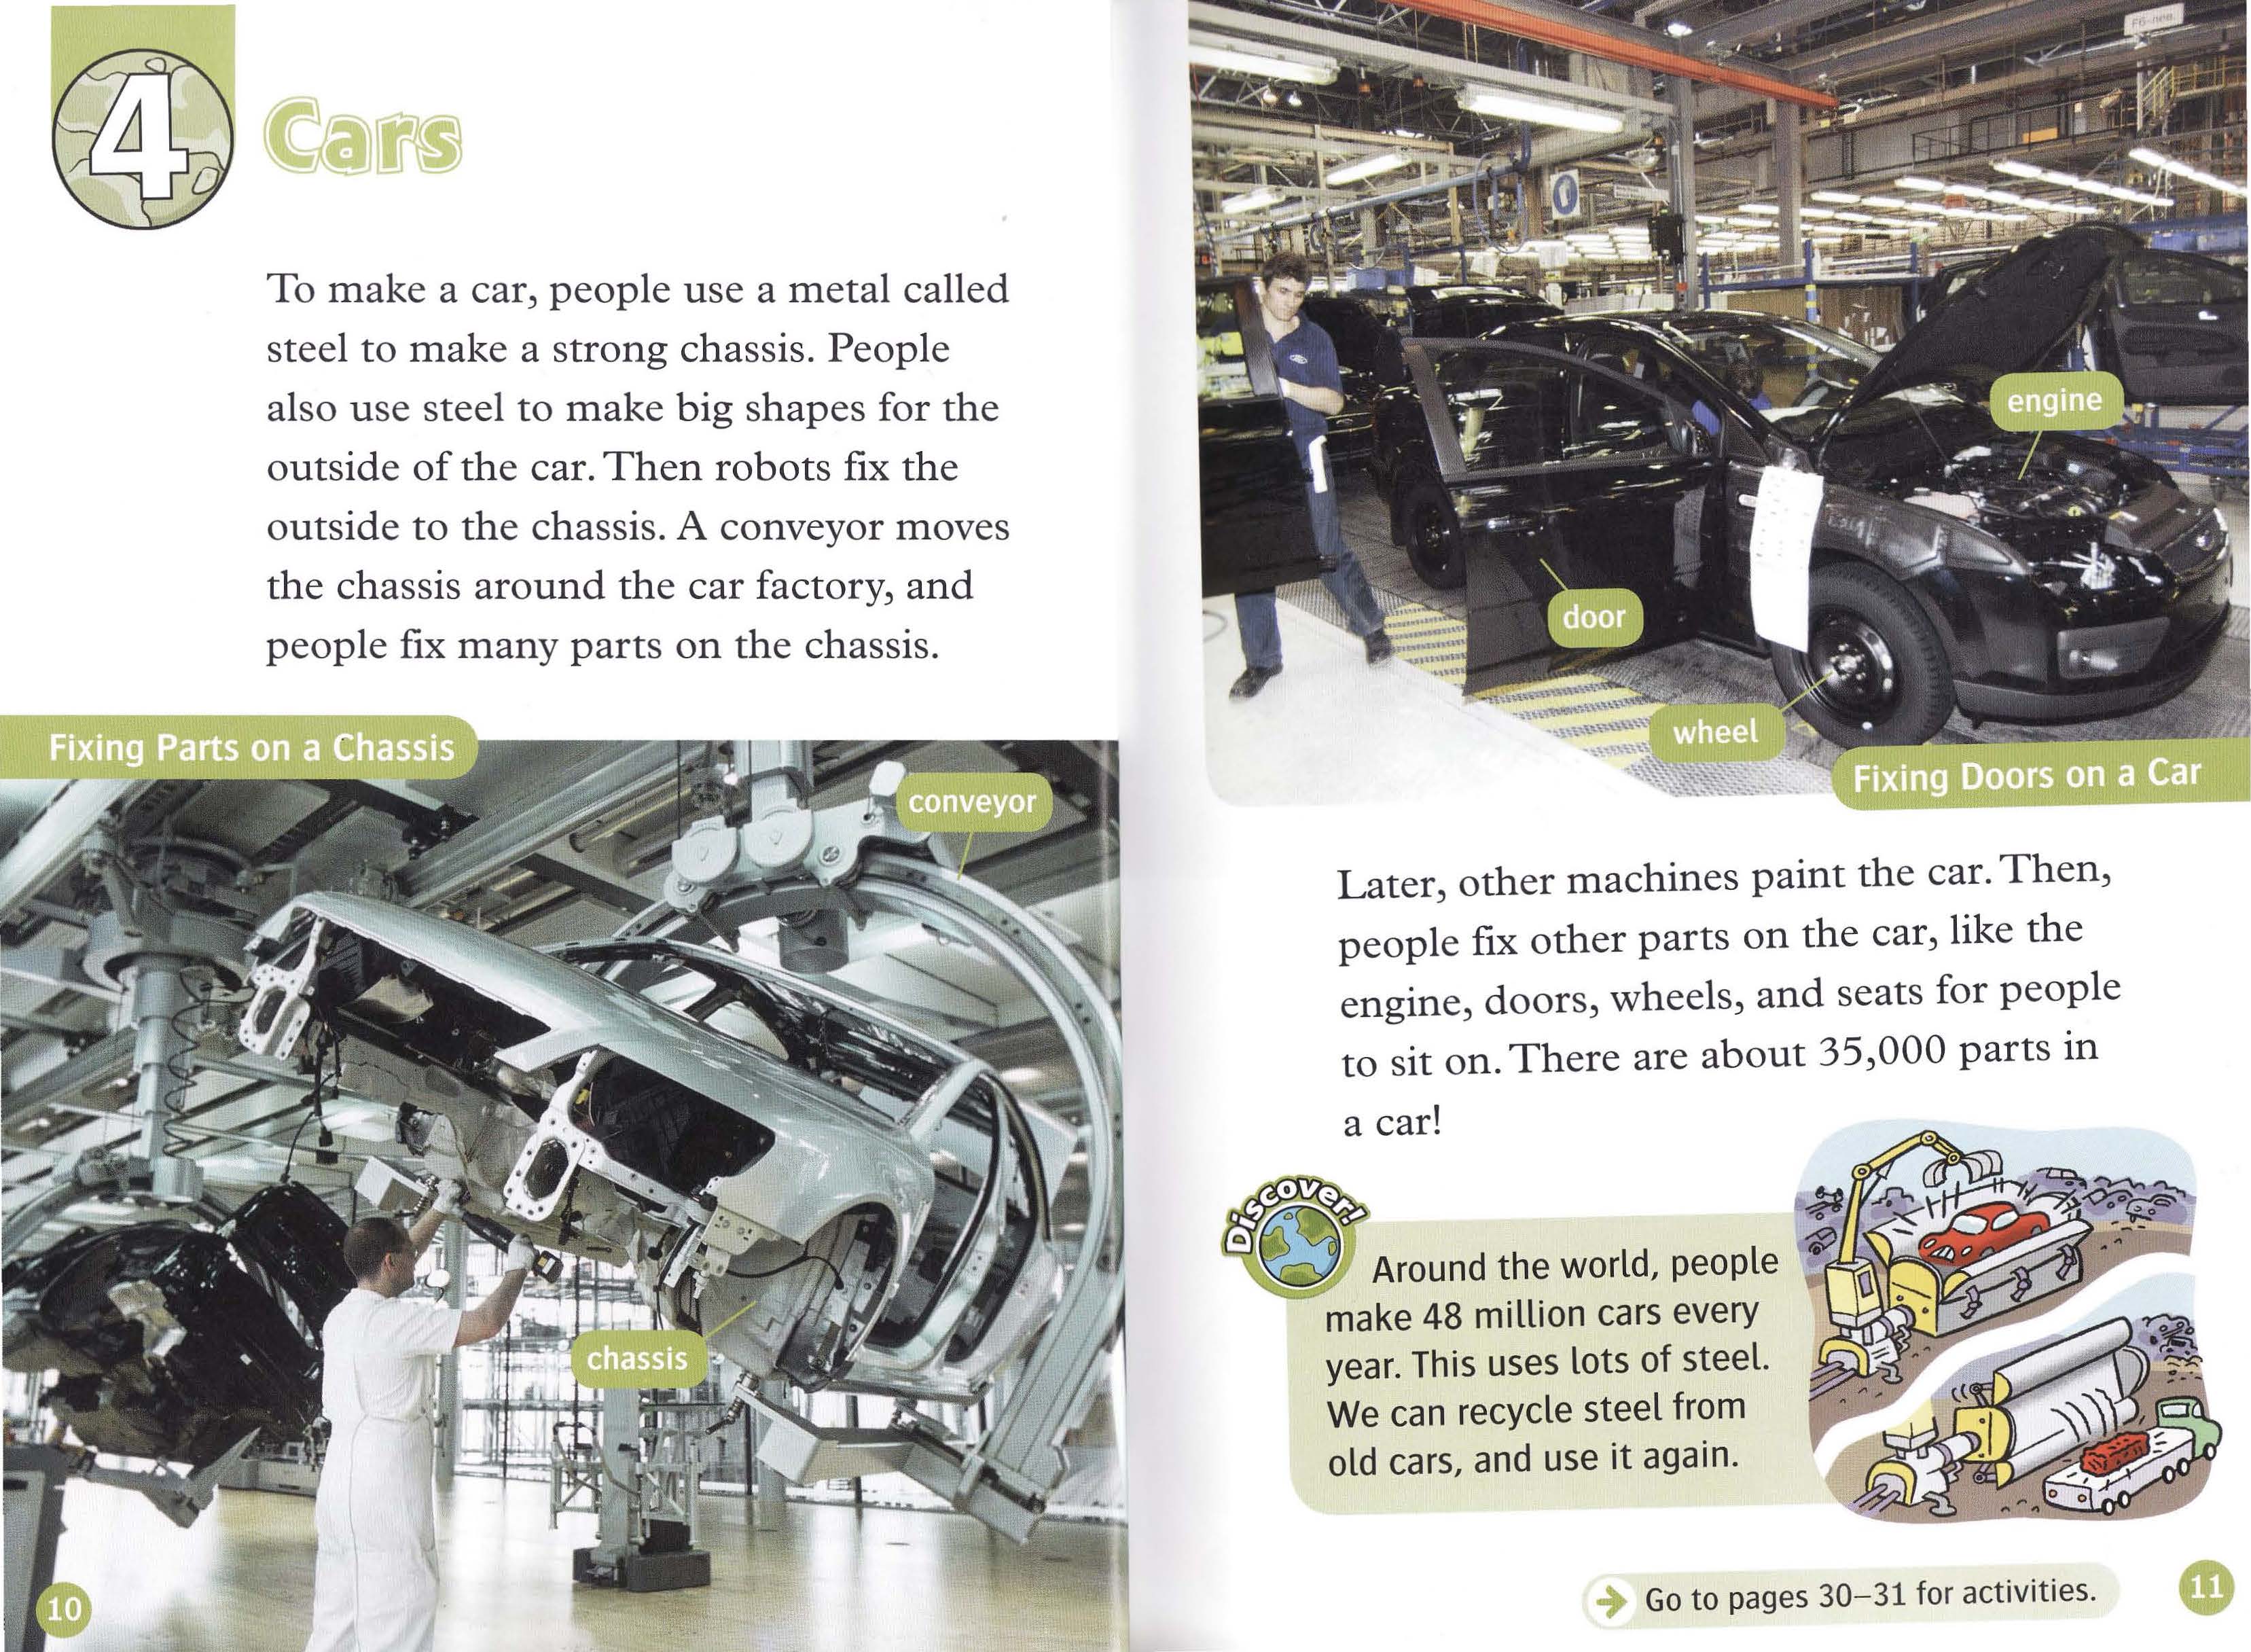 4
Cars
To make a car, people use a metal called
steel to make a strong chassis. People
also use steel to make big shapes for the
outside of the car. Then robots fix the
outside to the chassis. A conveyor moves
the chassis around the car factory, and
people fix many parts on the chassis.
Fixing Parts on a Chassis
conveyor
chassis
10
engine
door
wheel
Fixing Doors on a Car
Later, other machines paint the car. Then,
people fix other parts on the car, like the
engine, doors, wheels, and seats for people
to sit on. There are about 35,000 parts in
a car!
Discover!
Around the world, people
make 48 million cars every
year. This uses lots of steel.
We can recycle steel from
old cars, and use it again.
Go to pages 30–31 for activities.
11